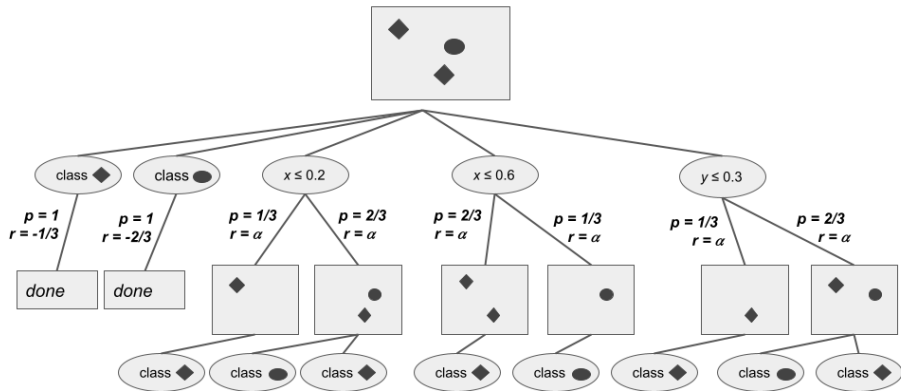 class
class
x ≤ 0.2
x ≤ 0.6
y ≤ 0.3
p = 1
r = -1/3
p = 1
r = -2/3
p = 1/3
r = α
p = 2/3
r = α
p = 2/3
r = α
p = 1/3
r = α
p = 1/3
r = α
p = 2/3
r = α
done
done
class
class
class
class
class
class
class
class